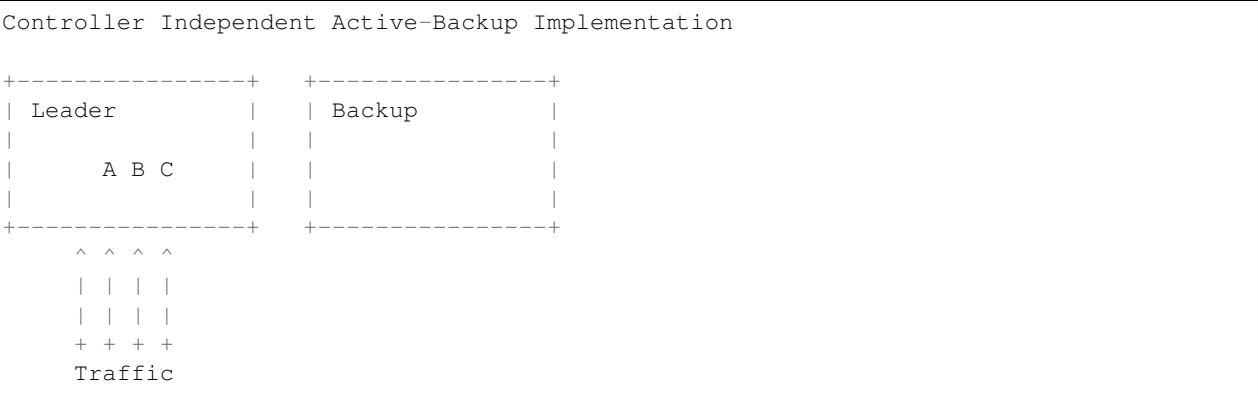 Controller Independent Active-Backup Implementation
+----------------+   +----------------+
| Leader         |   | Backup         |
|                |   |                |
|      A B C     |   |                |
|                |   |                |
+----------------+   +----------------+
     ^ ^ ^ ^
     | | | |
     | | | |
     + + + +
     Traffic